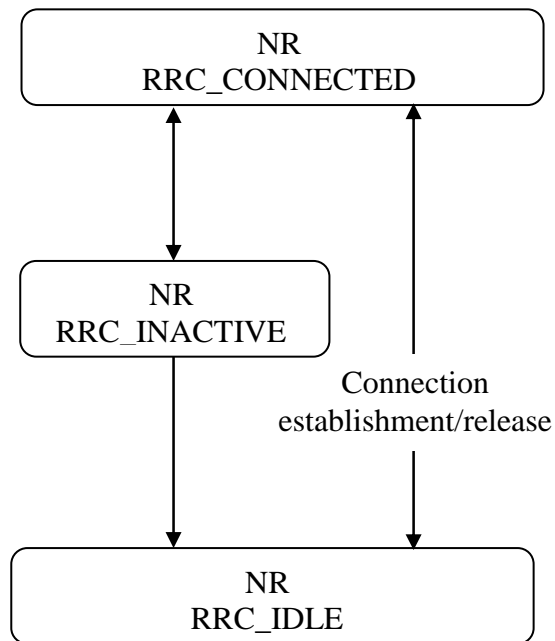 NR
RRC_CONNECTED
NR
RRC_INACTIVE
Connection
establishment/release
NR
RRC_IDLE